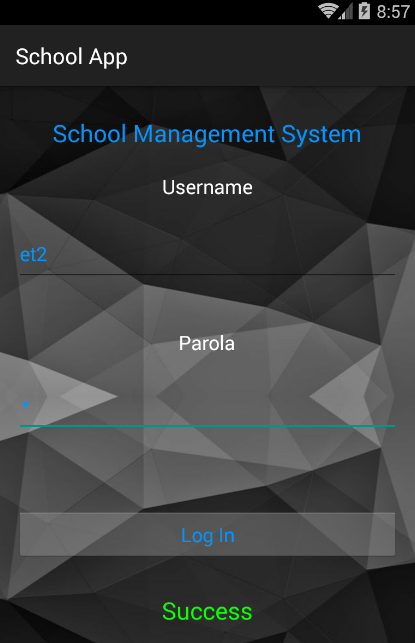 8:57
School App
School Management System
Username
et2
Parola
•
Log In
Success